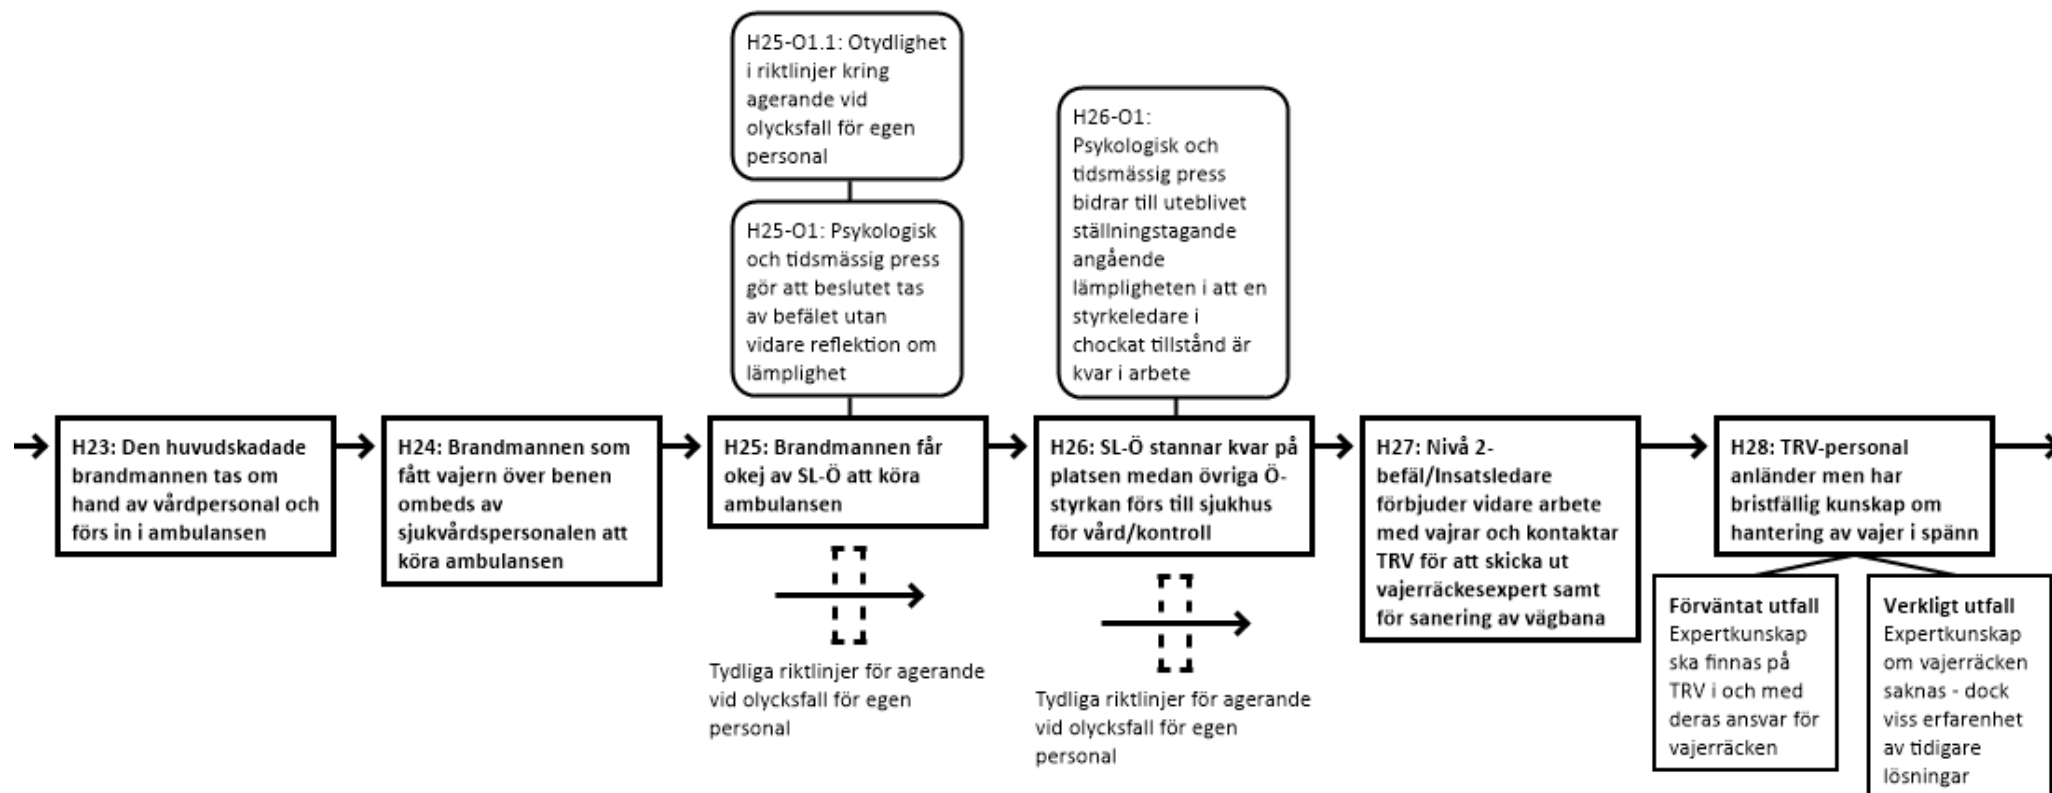 H25-O1.1: Otydlighet
i riktlinjer kring
agerande vid
olycksfall för egen
personal
H25-O1: Psykologisk
och tidsmässig press
gör att beslutet tas
av befälet utan
vidare reflektion om
lämplighet
H26-O1:
Psykologisk och
tidsmässig press
bidrar till uteblivet
ställningstagande
angående
lämpligheten i att en
styrkeledare i
chockat tillstånd är
kvar i arbete
H23: Den huvudskadade
brandmannen tas om
hand av vårdpersonal och
förs in i ambulansen
H24: Brandmannen som
fått vajern över benen
ombeds av
sjukvårdspersonalen att
köra ambulansen
H25: Brandmannen får
okej av SL-Ö att köra
ambulansen
H26: SL-Ö stannar kvar på
platsen medan övriga Ö-
styrkan förs till sjukhus
för vård/kontroll
H27: Nivå 2-
befäl/Insatsledare
förbjuder vidare arbete
med vajrar och kontaktar
TRV för att skicka ut
vajerräckesexpert samt
för sanering av vägbana
H28: TRV-personal
anländer men har
bristfällig kunskap om
hantering av vajer i spänn
Tydliga riktlinjer för agerande
vid olycksfall för egen
personal
Tydliga riktlinjer för agerande
vid olycksfall för egen
personal
Förväntat utfall
Expertkunskap
ska finnas på
TRV i och med
deras ansvar för
vajerräcken
Verkligt utfall
Expertkunskap
om vajerräcken
saknas - dock
viss erfarenhet
av tidigare
lösningar